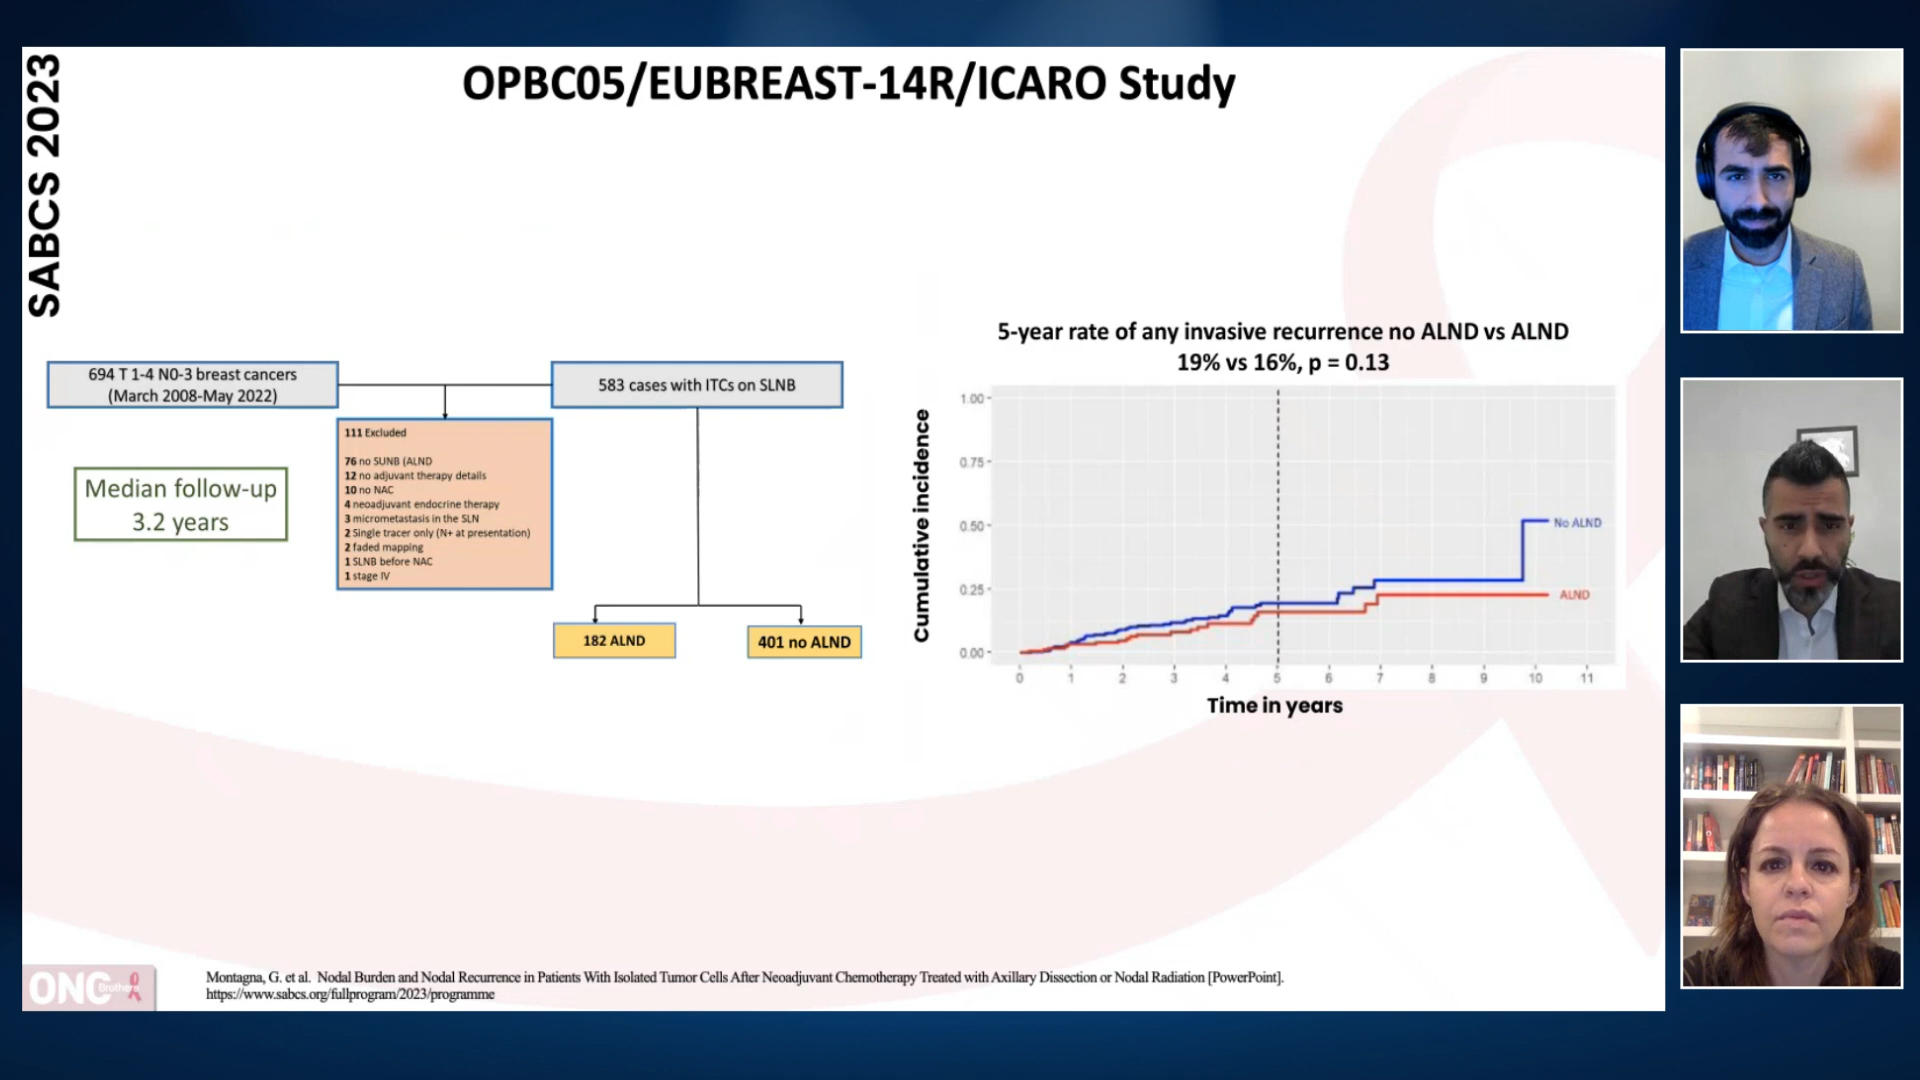 SABCS 2023
OPBC05/EUBREAST-14R/ICARO Study
694 T 1-4 N0-3 breast cancers
(March 2008-May 2022)
583 cases with ITCs on SLNB
111 Excluded
76 no SUNB (ALND
12 no adjuvant therapy details
10 no NAC
4 neoadjuvant endocrine therapy
3 micrometastasis in the SLN
2 Single tracer only (N+ at presentation)
2 faded mapping
1 SLNB before NAC
1 stage IV
Median follow-up
3.2 years
182 ALND
401 no ALND
5-year rate of any invasive recurrence no ALND vs ALND
19% vs 16%, p = 0.13
Cumulative incidence
1.00
0.75
0.50
0.25
0.00
No ALND
ALND
0 1 2 3 4 5 6 7 8 9 10 11
Time in years
ONC Brothers
Montagna, G. et al. Nodal Burden and Nodal Recurrence in Patients With Isolated Tumor Cells After Neoadjuvant Chemotherapy Treated with Axillary Dissection or Nodal Radiation [PowerPoint].
https://www.sabcs.org/fullprogram/2023/programme